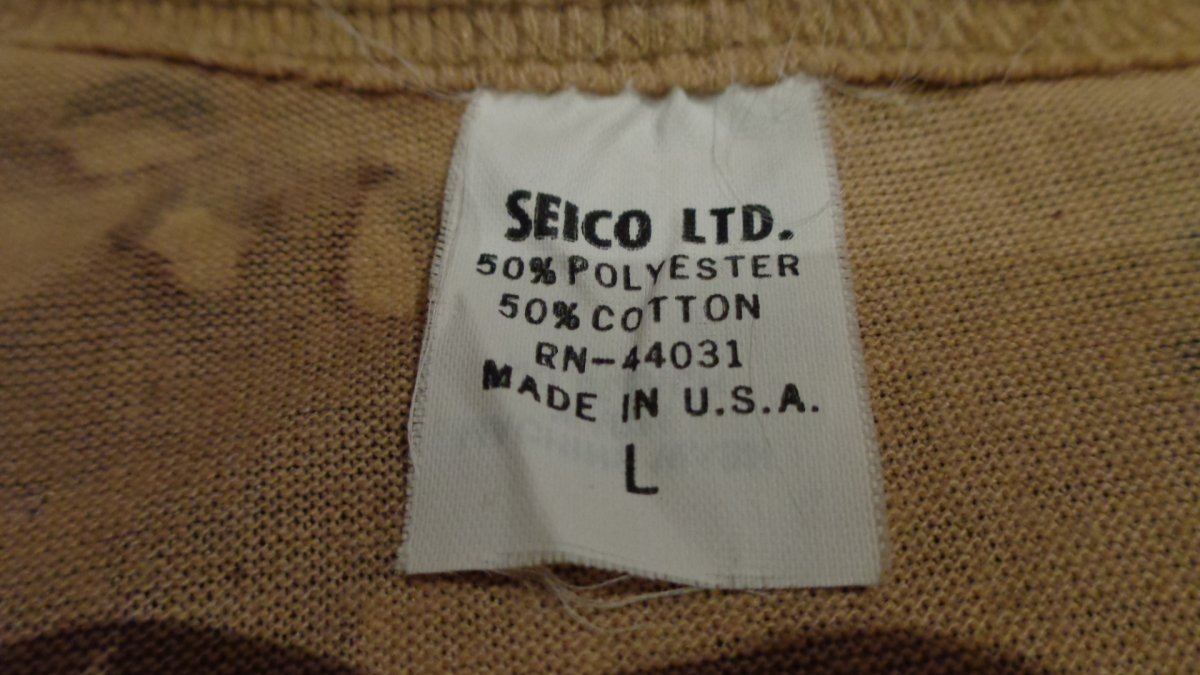 SEICO LTD.
50% POLYESTER
50% COTTON
RN-44031
MADE IN U.S.A.
L